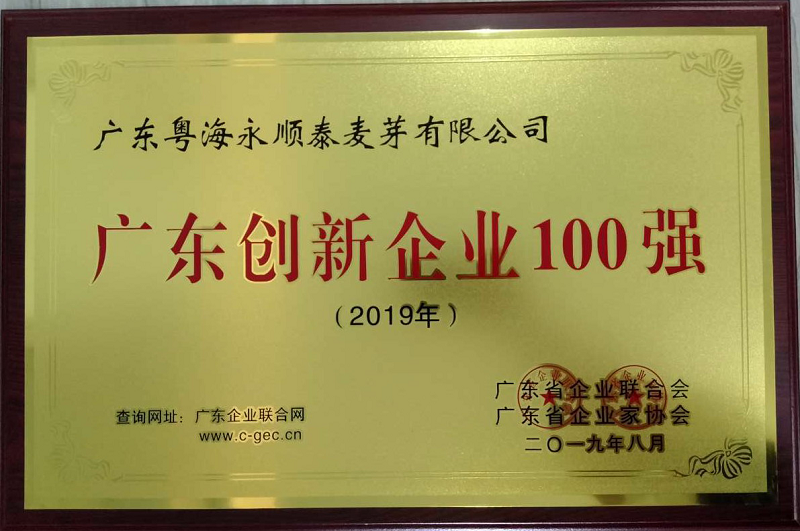 广东粤海永顺泰麦芽有限公司
广东创新企业100强
（2019年）
查询网址：广东企业联合网
www.c-gec.cn
广东省企业联合会
广东省企业家协会
二〇一九年八月